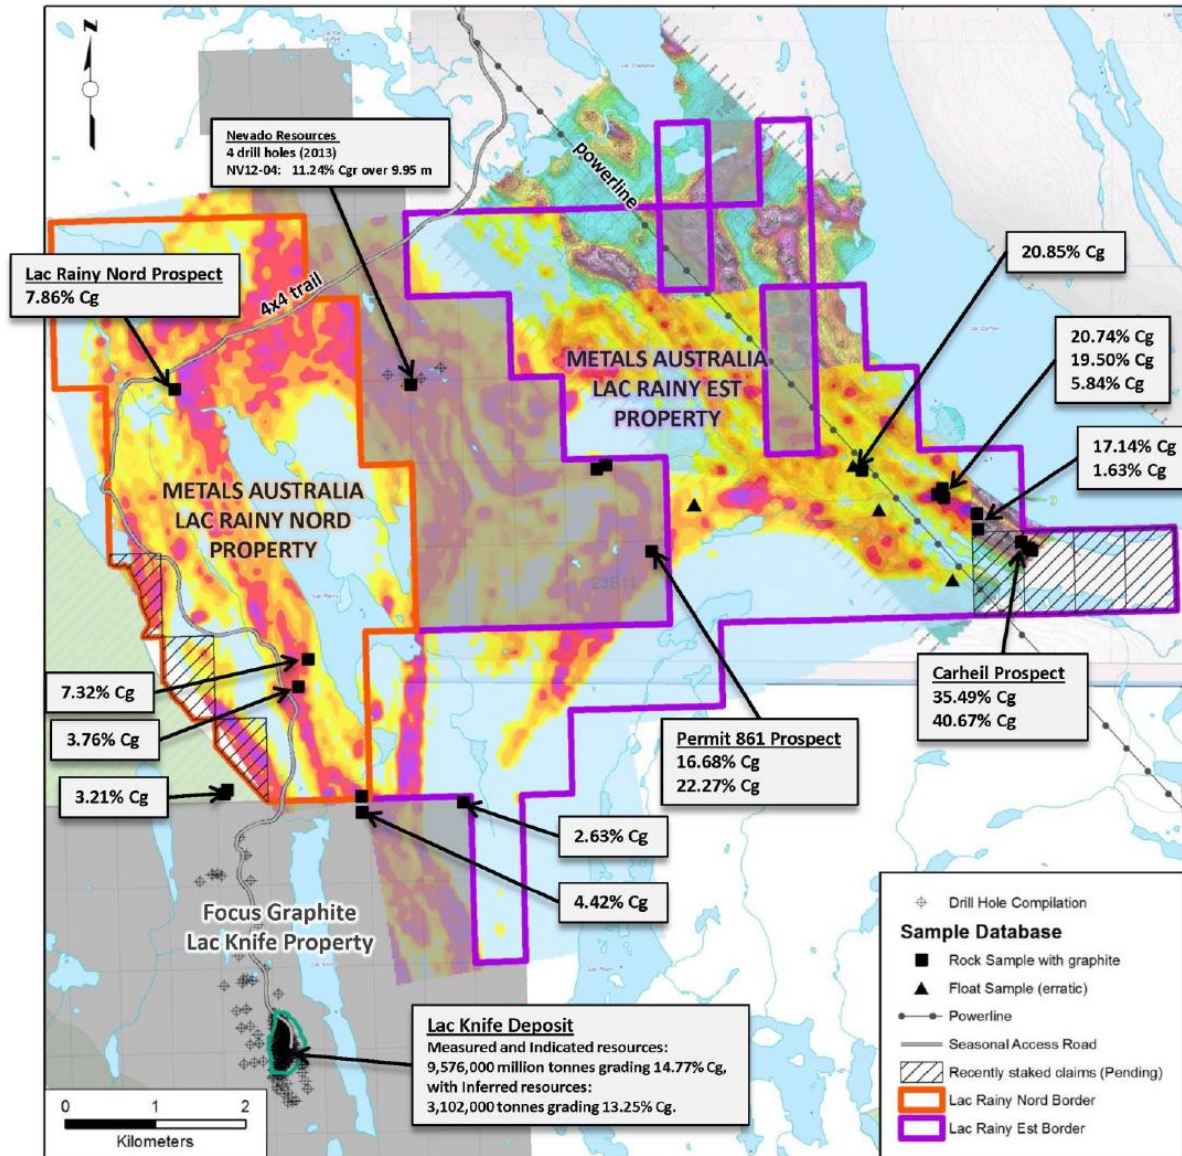 N
Nevado Resources
4 drill holes (2013)
NV12-04: 11.24% Cgr over 9.95 m
powerline
20.85% Cg
Lac Rainy Nord Prospect
7.86% Cg
4x4 trail
20.74% Cg
19.50% Cg
5.84% Cg
METALS AUSTRALIA
LAC RAINY EST
PROPERTY
17.14% Cg
1.63% Cg
METALS AUSTRALIA
LAC RAINY NORD
PROPERTY
23B11
7.32% Cg
Carheil Prospect
35.49% Cg
40.67% Cg
3.76% Cg
Permit 861 Prospect
16.68% Cg
22.27% Cg
3.21% Cg
2.63% Cg
4.42% Cg
Focus Graphite
Lac Knife Property
Lac Knife Deposit
Measured and Indicated resources:
9,576,000 million tonnes grading 14.77% Cg,
with Inferred resources:
3,102,000 tonnes grading 13.25% Cg.
0 1 2
Kilometers
Drill Hole Compilation
Sample Database
Rock Sample with graphite
Float Sample (erratic)
Powerline
Seasonal Access Road
Recently staked claims (Pending)
Lac Rainy Nord Border
Lac Rainy Est Border